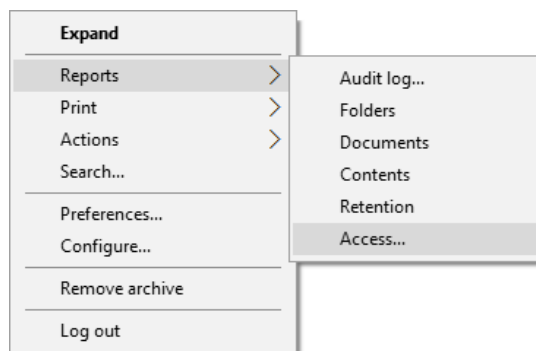 Expand
Reports
Print
Actions
Search...
Preferences...
Configure...
Remove archive
Log out
Audit log...
Folders
Documents
Contents
Retention
Access...